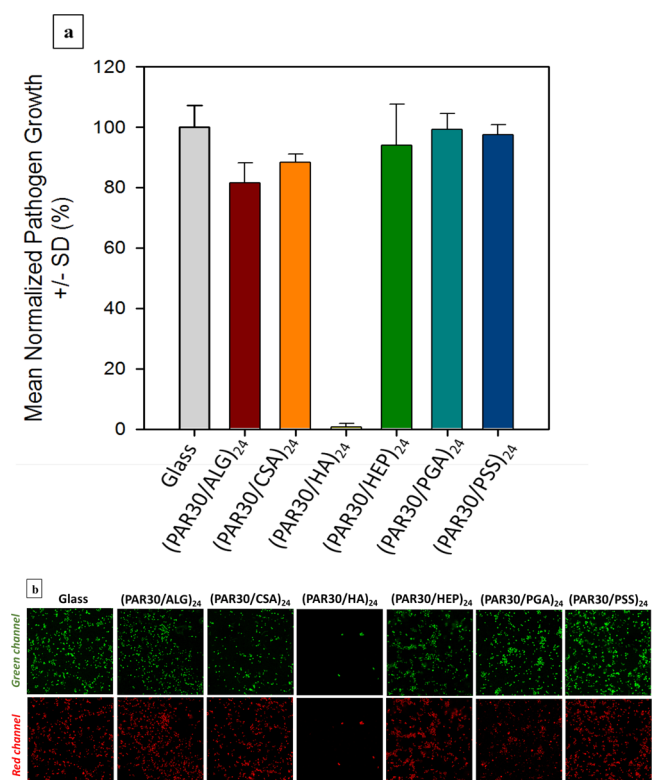 a
Mean Normalized Pathogen Growth
+/- SD (%)
120
100
80
60
40
20
0
Glass
(PAR30/ALG)24
(PAR30/CSA)24
(PAR30/HA)24
(PAR30/HEP)24
(PAR30/PGA)24
(PAR30/PSS)24
b
Glass (PAR30/ALG)24 (PAR30/CSA)24 (PAR30/HA)24 (PAR30/HEP)24 (PAR30/PGA)24 (PAR30/PSS)24
Green channel
Red channel